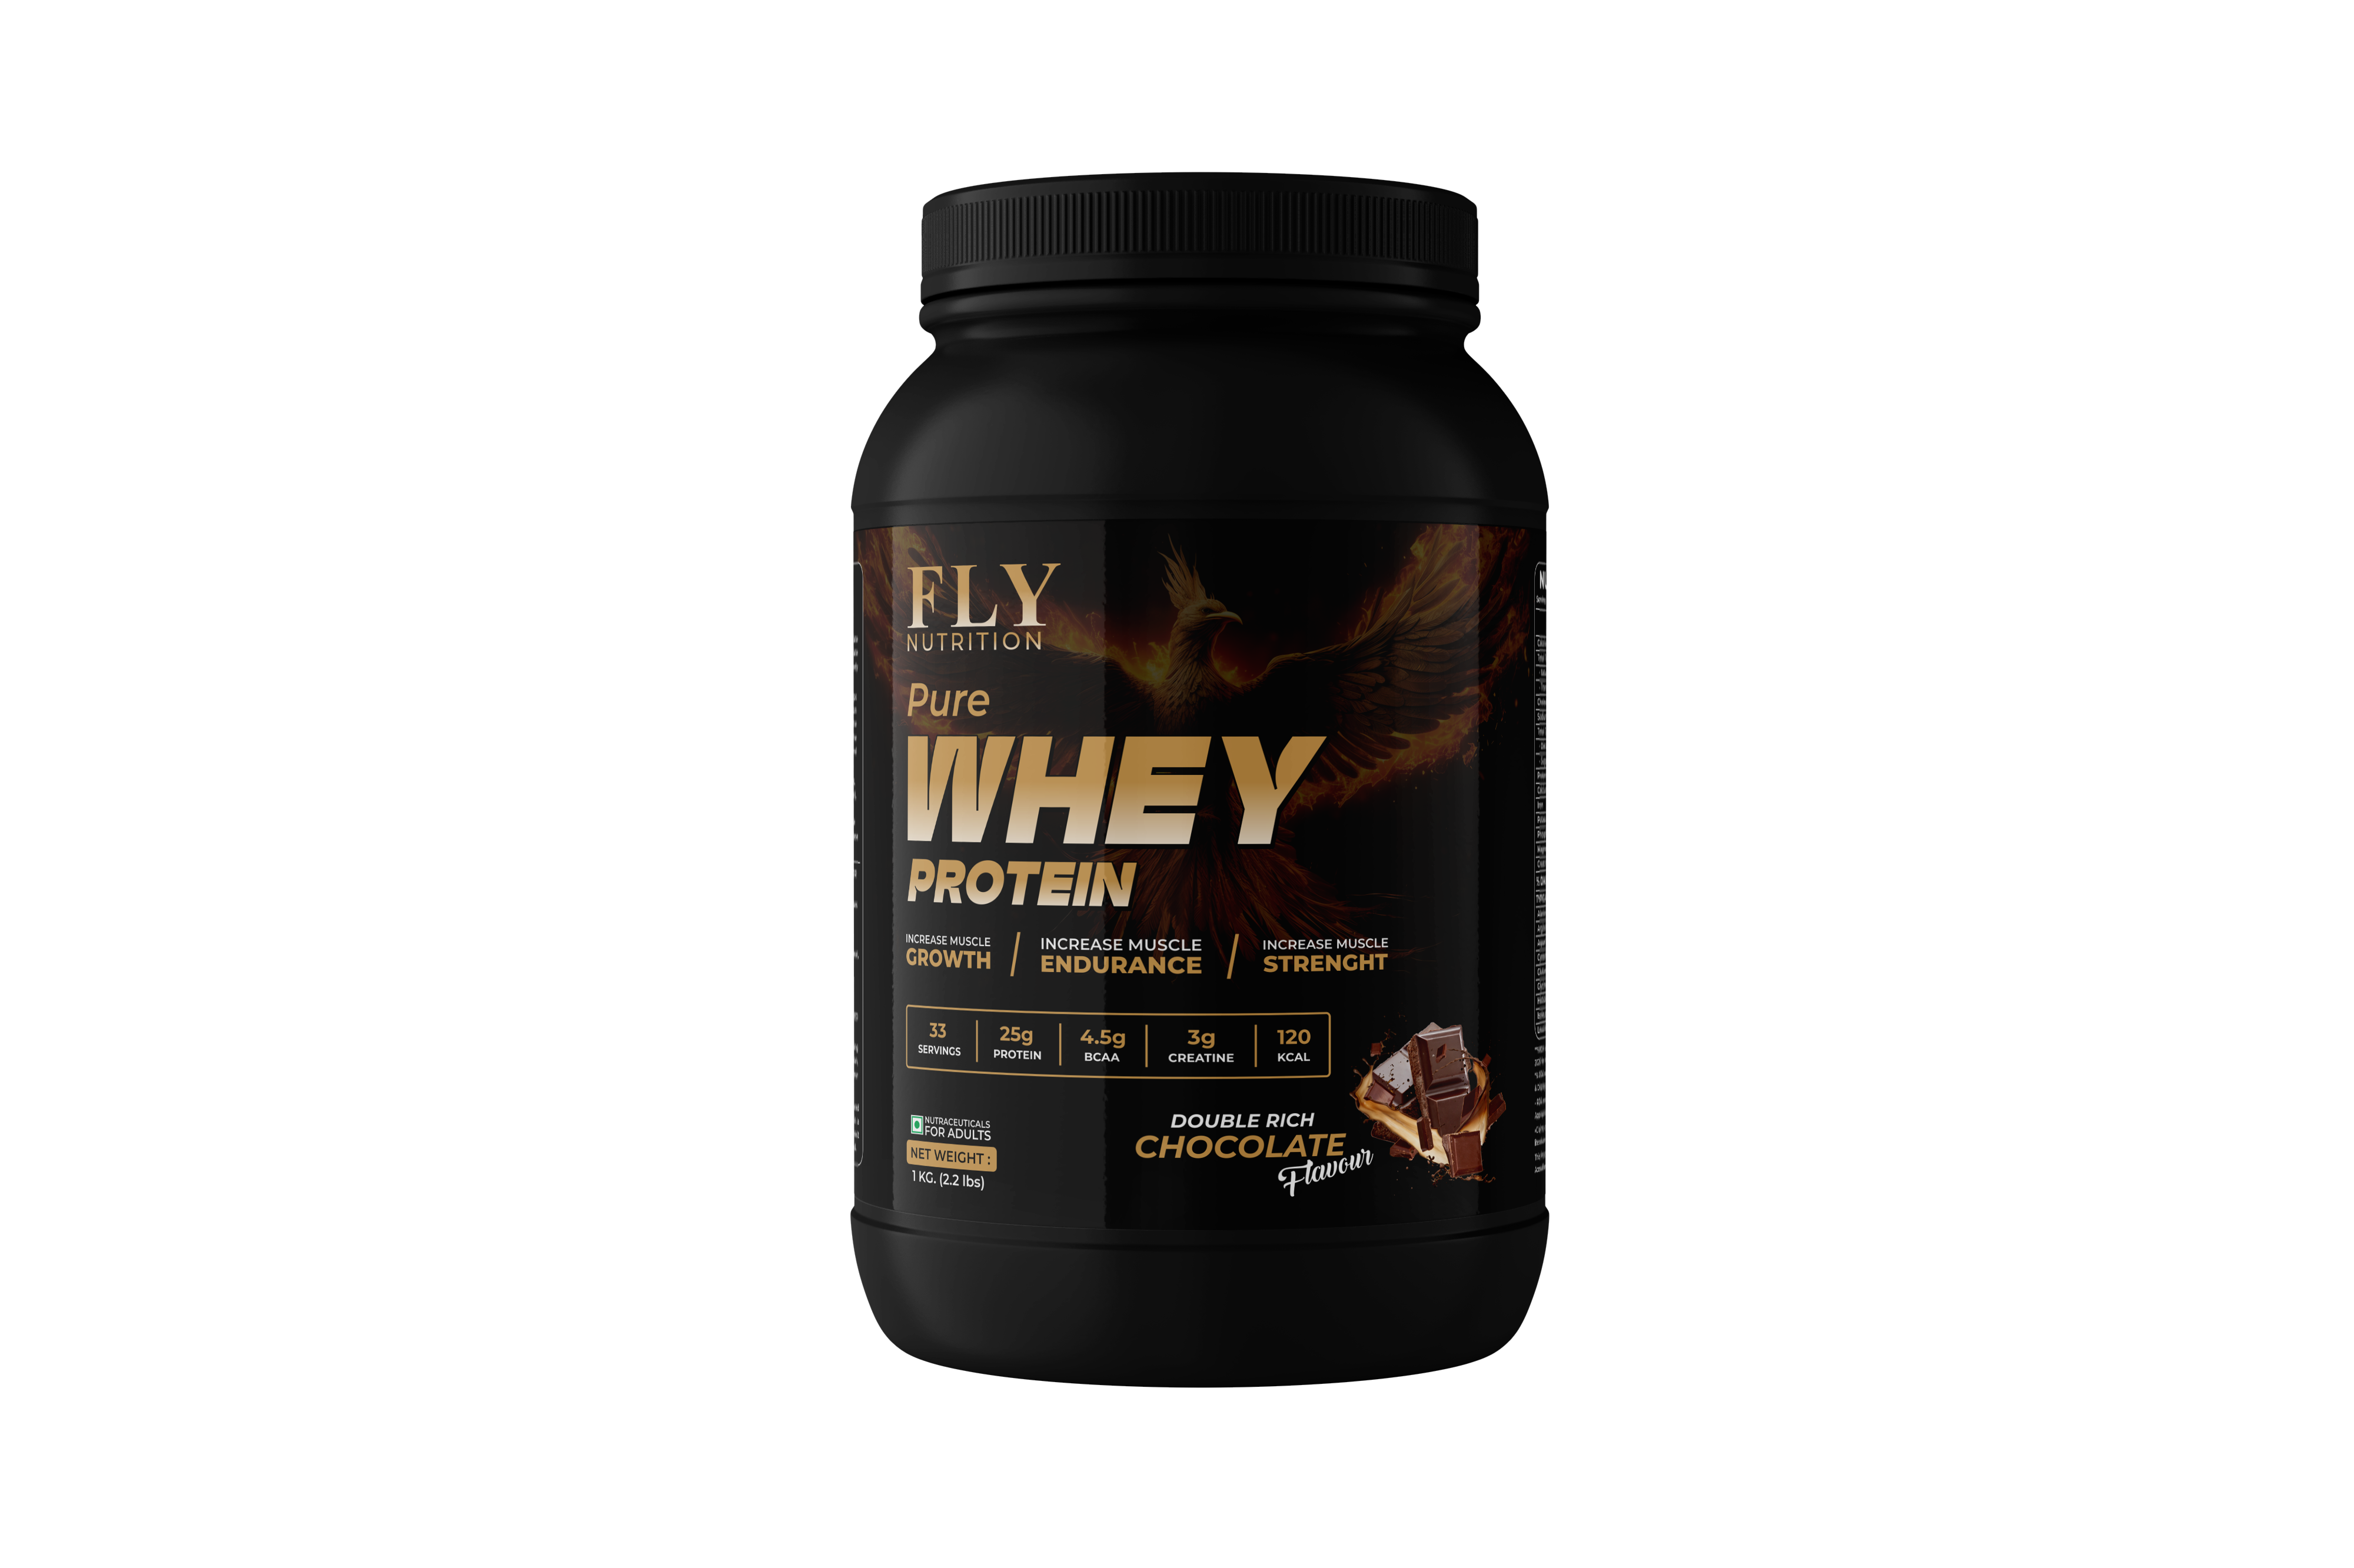 FLY
NUTRITION
Pure
WHEY
PROTEIN
INCREASE MUSCLE
GROWTH
INCREASE MUSCLE
ENDURANCE
INCREASE MUSCLE
STRENGHT
33
SERVINGS
25g
PROTEIN
4.5g
BCAA
3g
CREATINE
120
KCAL
NUTRACEUTICALS
FOR ADULTS
NET WEIGHT :
1 KG. (2.2 lbs)
DOUBLE RICH
CHOCOLATE
Flavour